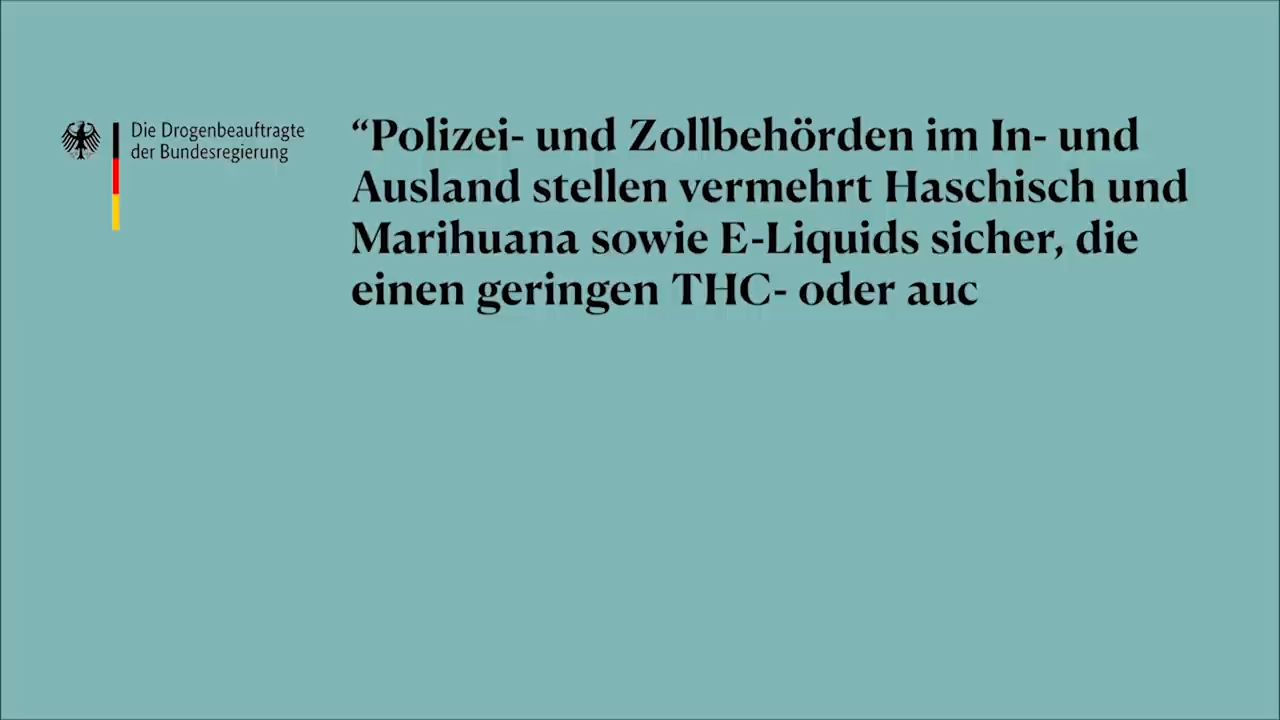 Die Drogenbeauftragte
der Bundesregierung
“Polizei- und Zollbehörden im In- und
Ausland stellen vermehrt Haschisch und
Marihuana sowie E-Liquids sicher, die
einen geringen THC- oder auc